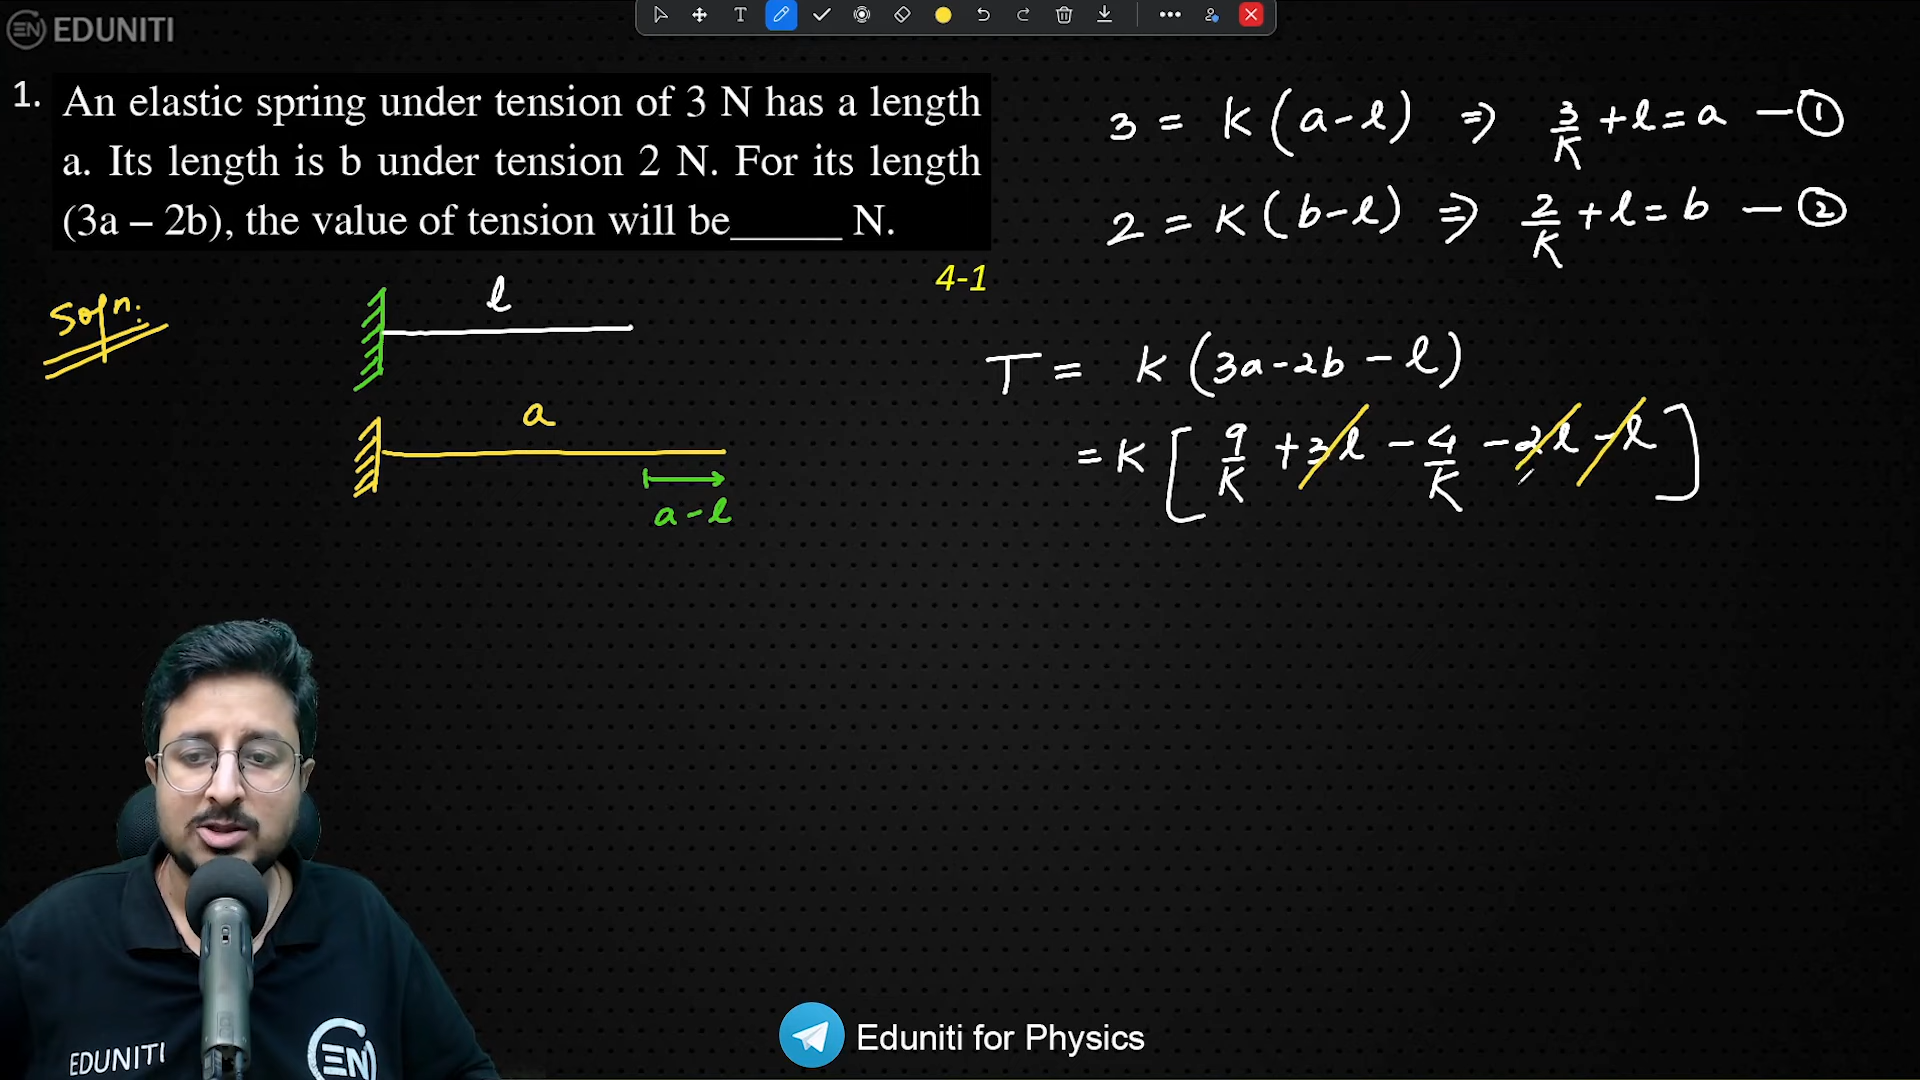 EDUNITI
1. An elastic spring under tension of 3 N has a length
a. Its length is b under tension 2 N. For its length
(3a – 2b), the value of tension will be_____ N.
4-1
Sol^n:
l
a
a-l
3 = K(a-l) ⇒ 3/K + l = a — ①
2 = K(b-l) ⇒ 2/K + l = b — ②
T = K(3a-2b-l)
= K[9/K + 3l - 4/K - 2l - l]
EDUNITI
EN
Eduniti for Physics